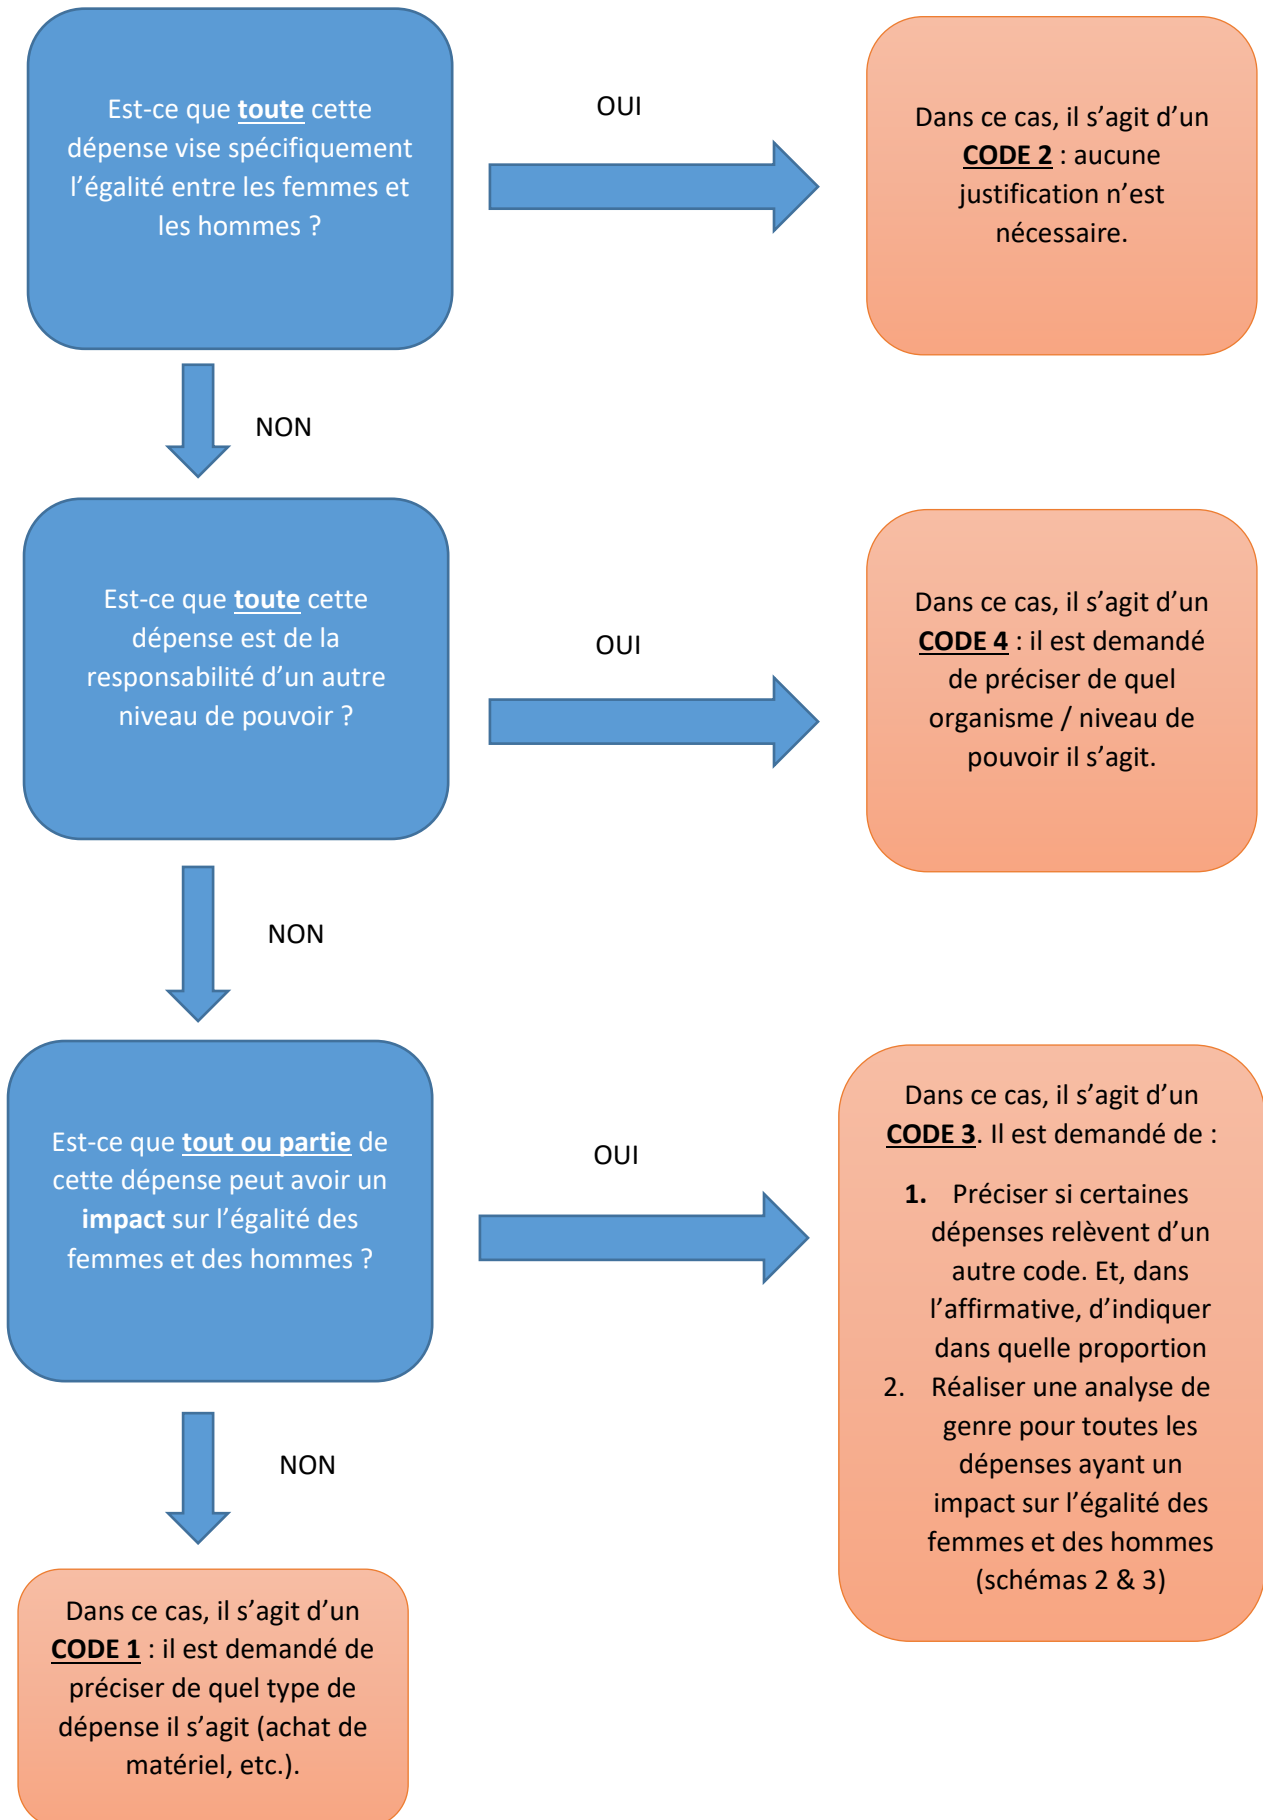 Est-ce que toute cette
dépense vise spécifiquement
l’égalité entre les femmes et
les hommes ?
OUI
Dans ce cas, il s’agit d’un
CODE 2 : aucune
justification n’est
nécessaire.
NON
Est-ce que toute cette
dépense est de la
responsabilité d’un autre
niveau de pouvoir ?
OUI
Dans ce cas, il s’agit d’un
CODE 4 : il est demandé
de préciser de quel
organisme / niveau de
pouvoir il s’agit.
NON
Est-ce que tout ou partie de
cette dépense peut avoir un
impact sur l’égalité des
femmes et des hommes ?
OUI
Dans ce cas, il s’agit d’un
CODE 3. Il est demandé de :
1. Préciser si certaines
dépenses relèvent d’un
autre code. Et, dans
l’affirmative, d’indiquer
dans quelle proportion
2. Réaliser une analyse de
genre pour toutes les
dépenses ayant un
impact sur l’égalité des
femmes et des hommes
(schémas 2 & 3)
NON
Dans ce cas, il s’agit d’un
CODE 1 : il est demandé de
préciser de quel type de
dépense il s’agit (achat de
matériel, etc.).